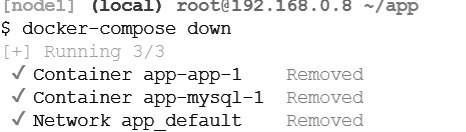 [node1] (local) root@192.168.0.8 ~/app
$ docker-compose down
[+] Running 3/3
✓ Container app-app-1 Removed
✓ Container app-mysql-1 Removed
✓ Network app_default Removed